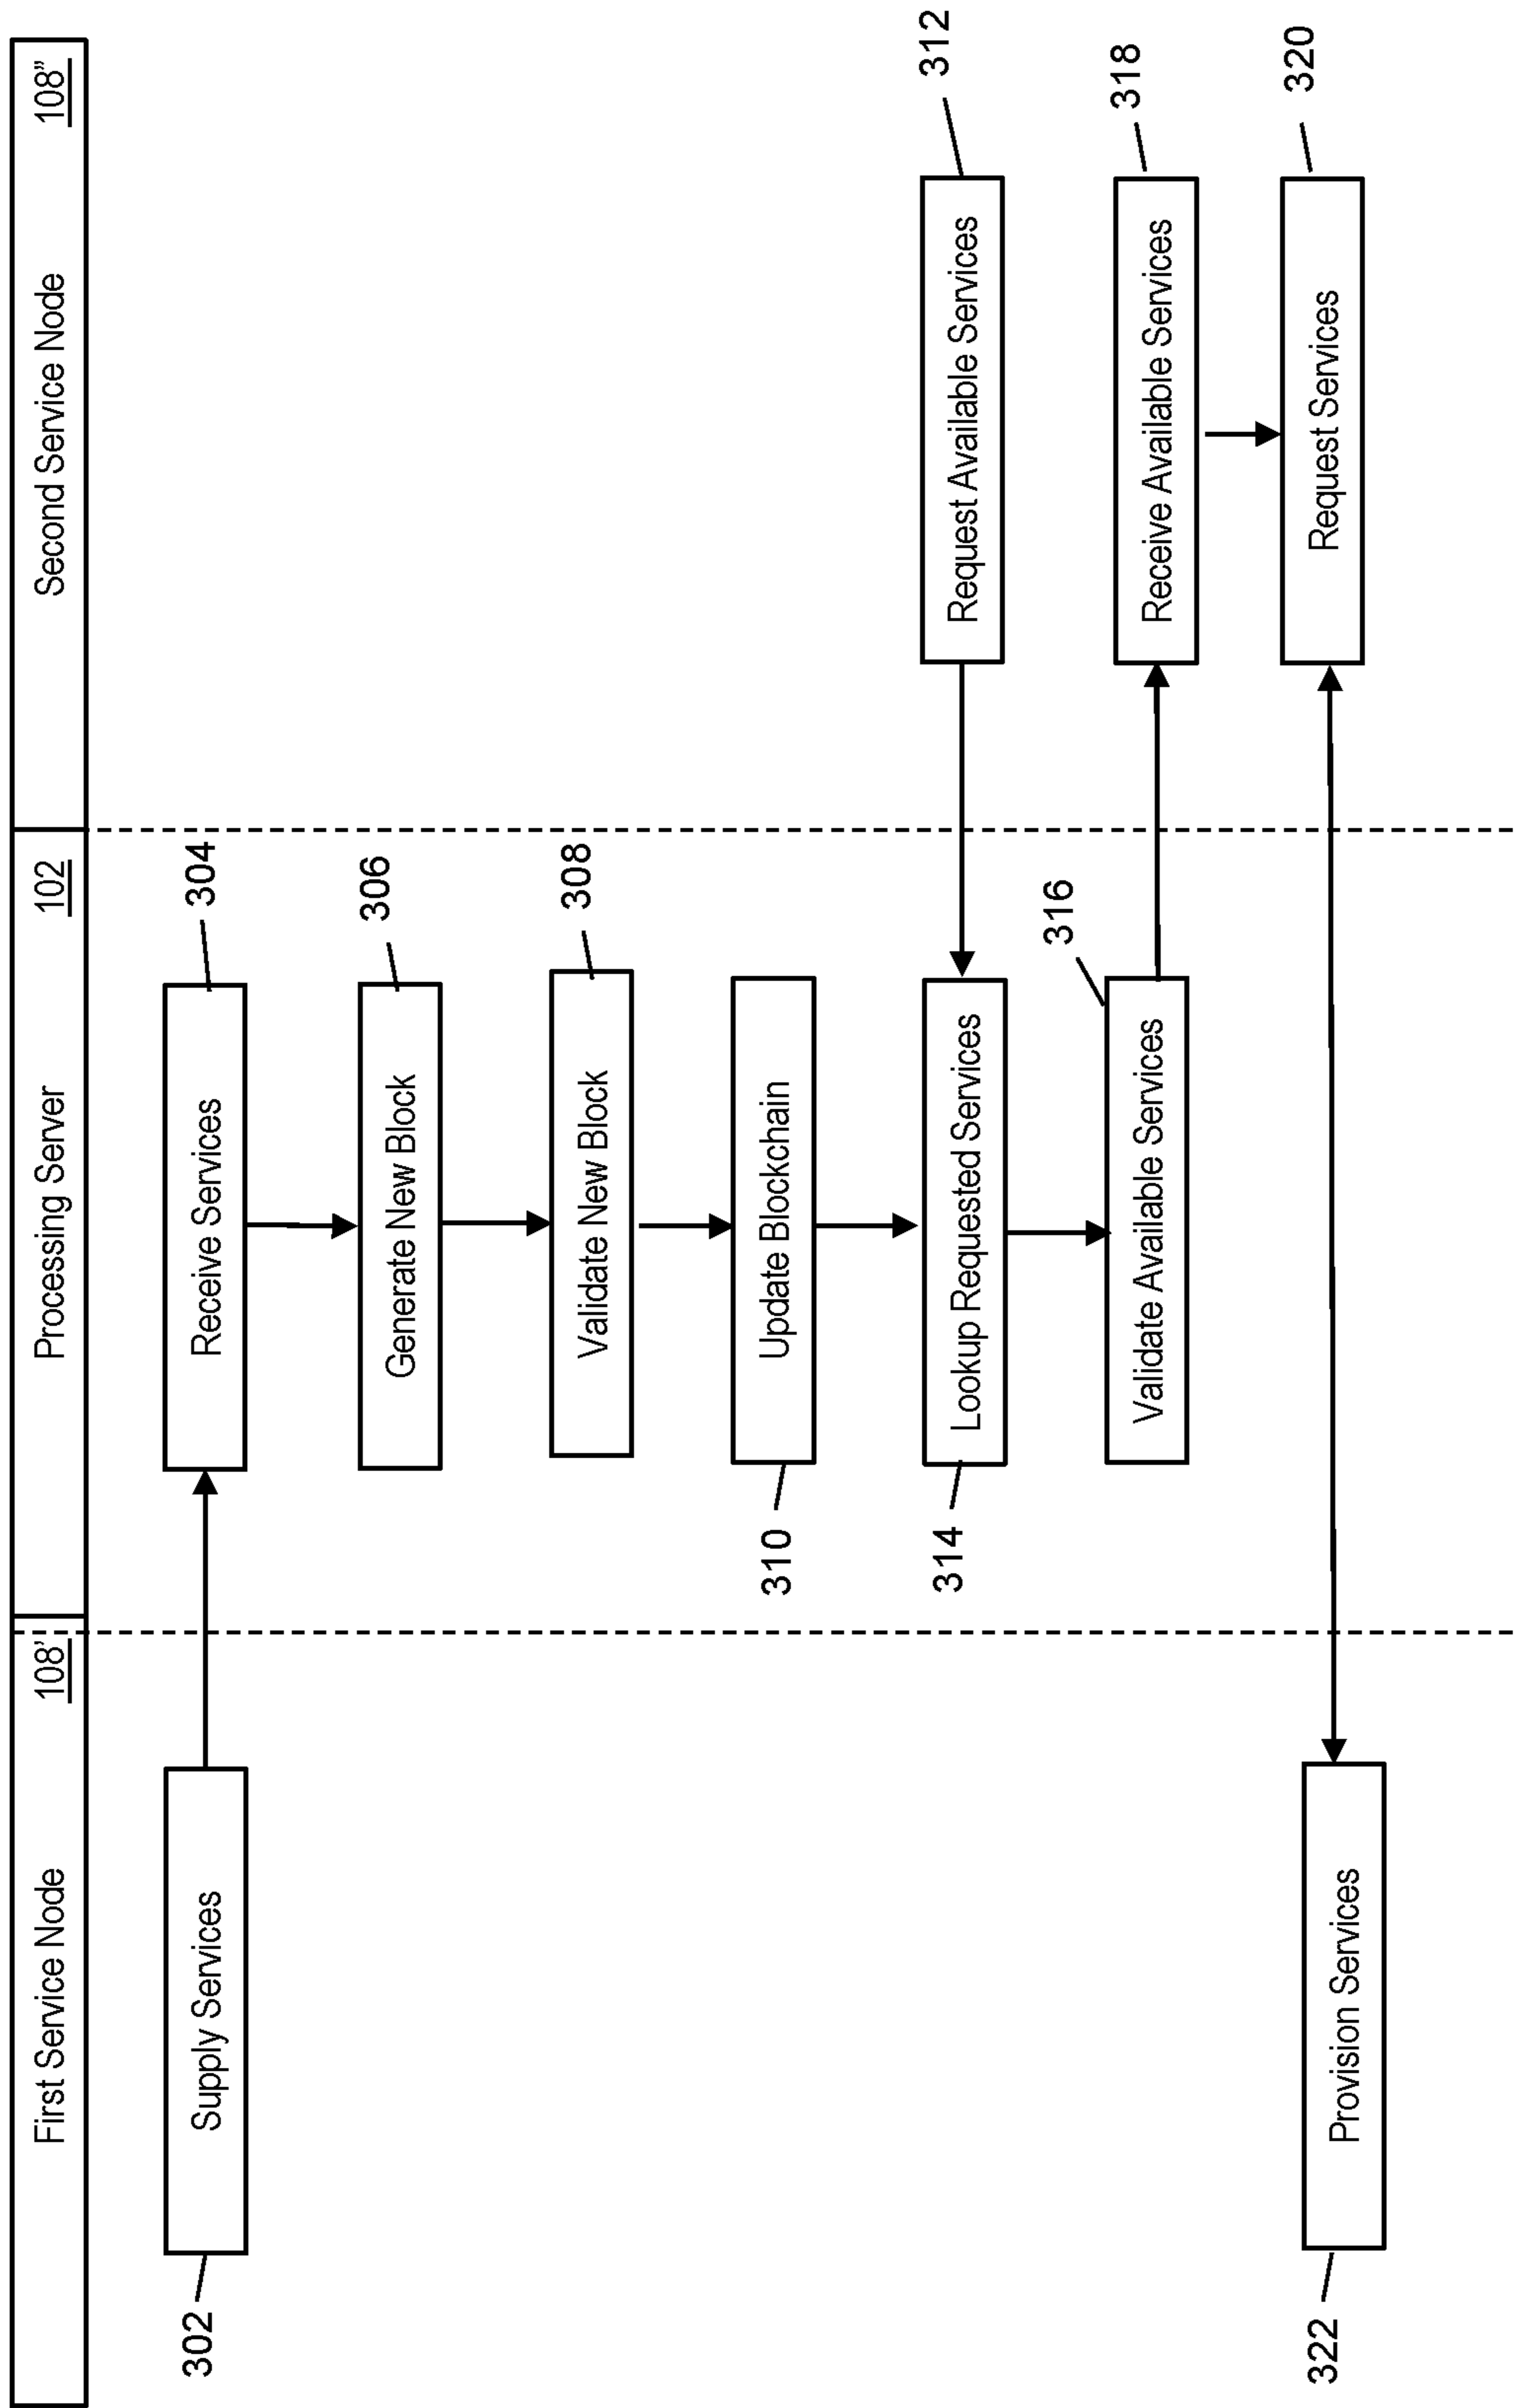 First Service Node 108'
Processing Server 102
Second Service Node 108"
302
Supply Services
Receive Services
304
Generate New Block
306
Validate New Block
308
Update Blockchain
310
Request Available Services
312
Lookup Requested Services
314
Validate Available Services
316
Receive Available Services
318
Request Services
320
Provision Services
322